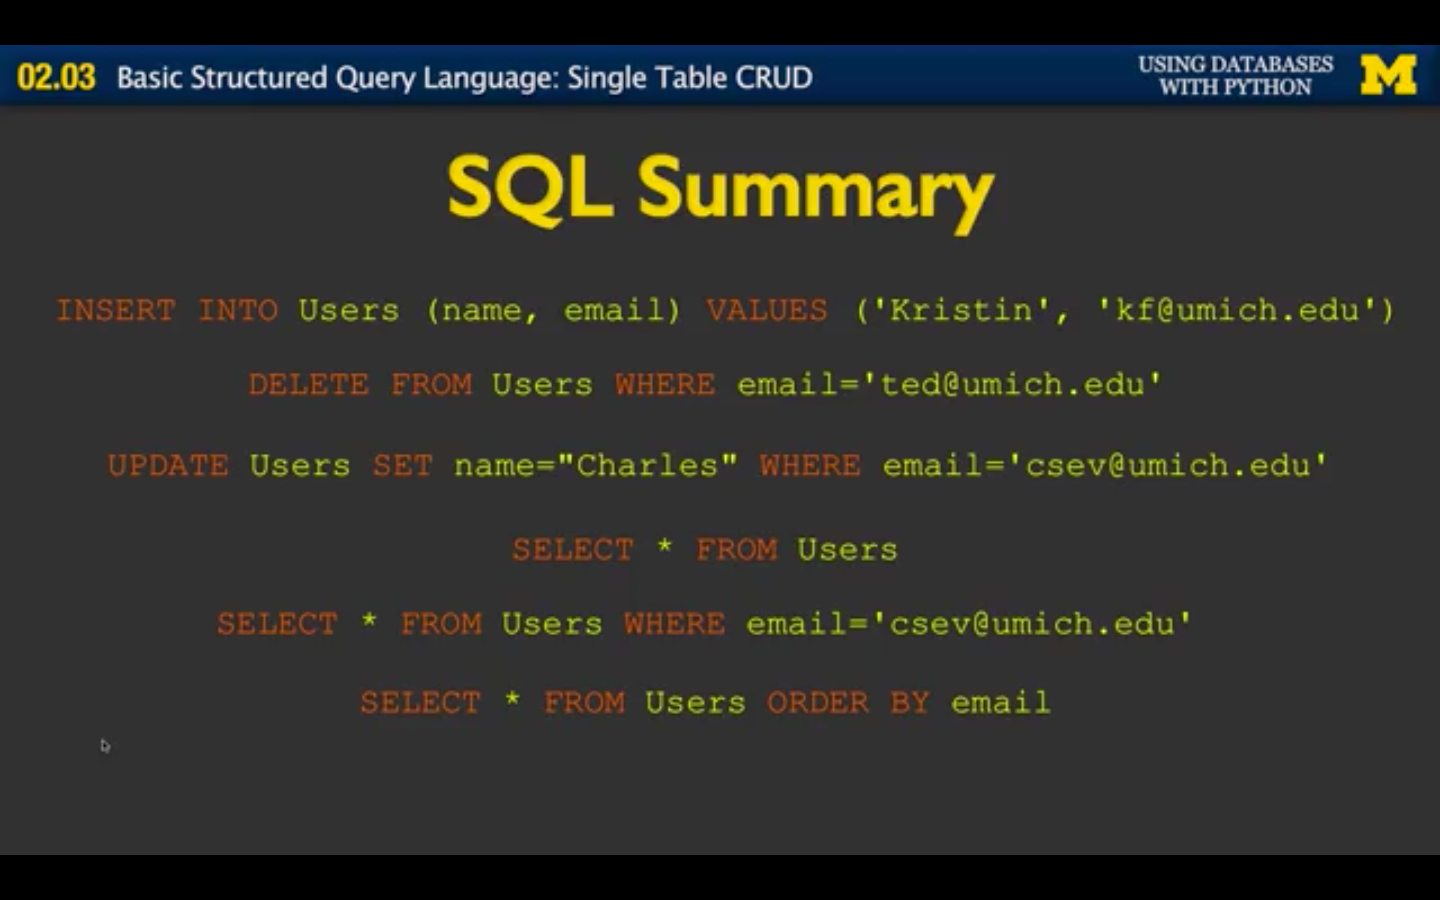 02.03 Basic Structured Query Language: Single Table CRUD
USING DATABASES
WITH PYTHON
M
SQL Summary
INSERT INTO Users (name, email) VALUES ('Kristin', 'kf@umich.edu')
DELETE FROM Users WHERE email='ted@umich.edu'
UPDATE Users SET name="Charles" WHERE email='csev@umich.edu'
SELECT * FROM Users
SELECT * FROM Users WHERE email='csev@umich.edu'
SELECT * FROM Users ORDER BY email